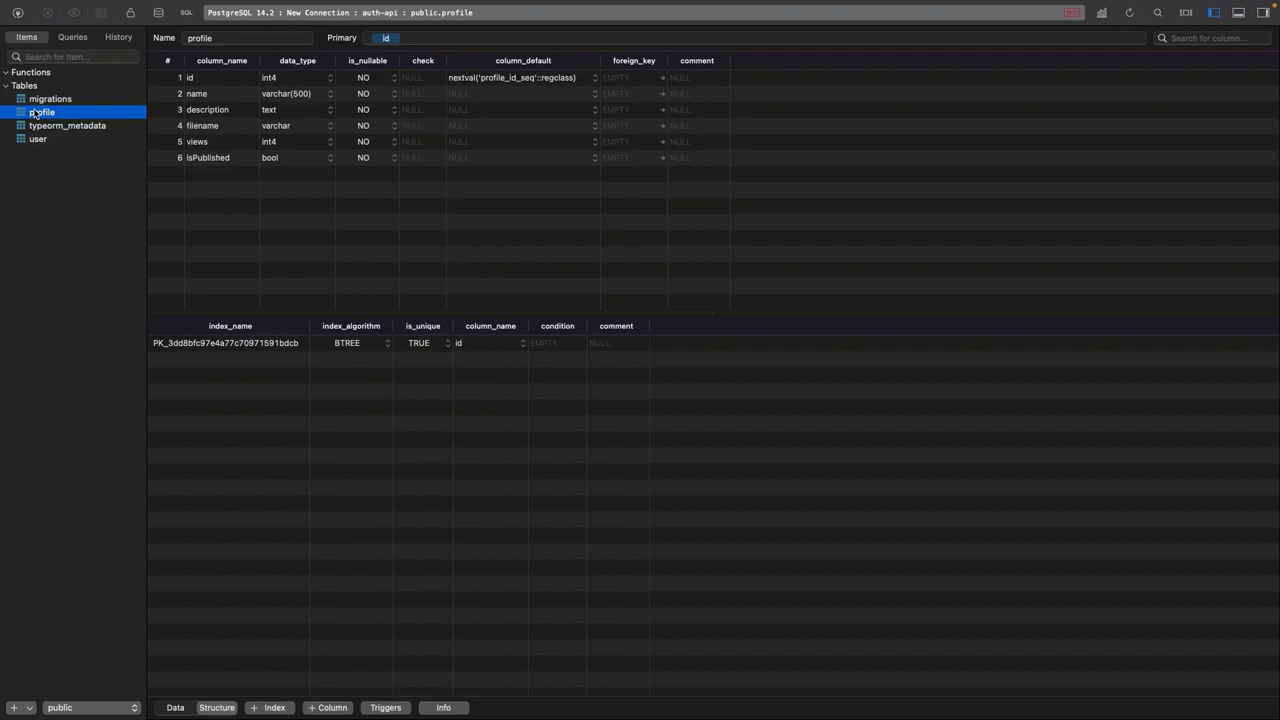 SQL PostgreSQL 14.2 : New Connection : auth-api : public.profile
Items Queries History
Name profile Primary id Search for column...
Search for item...
Functions
Tables
migrations
profile
typeorm_metadata
user
# column_name data_type is_nullable check column_default foreign_key comment
1 id int4 NO NULL nextval('profile_id_seq'::regclass) EMPTY NULL
2 name varchar(500) NO NULL NULL EMPTY NULL
3 description text NO NULL NULL EMPTY NULL
4 filename varchar NO NULL NULL EMPTY NULL
5 views int4 NO NULL NULL EMPTY NULL
6 isPublished bool NO NULL NULL EMPTY NULL
index_name index_algorithm is_unique column_name condition comment
PK_3dd8bfc97e4a77c70971591bdcb BTREE TRUE id EMPTY NULL
public Data Structure + Index + Column Triggers Info